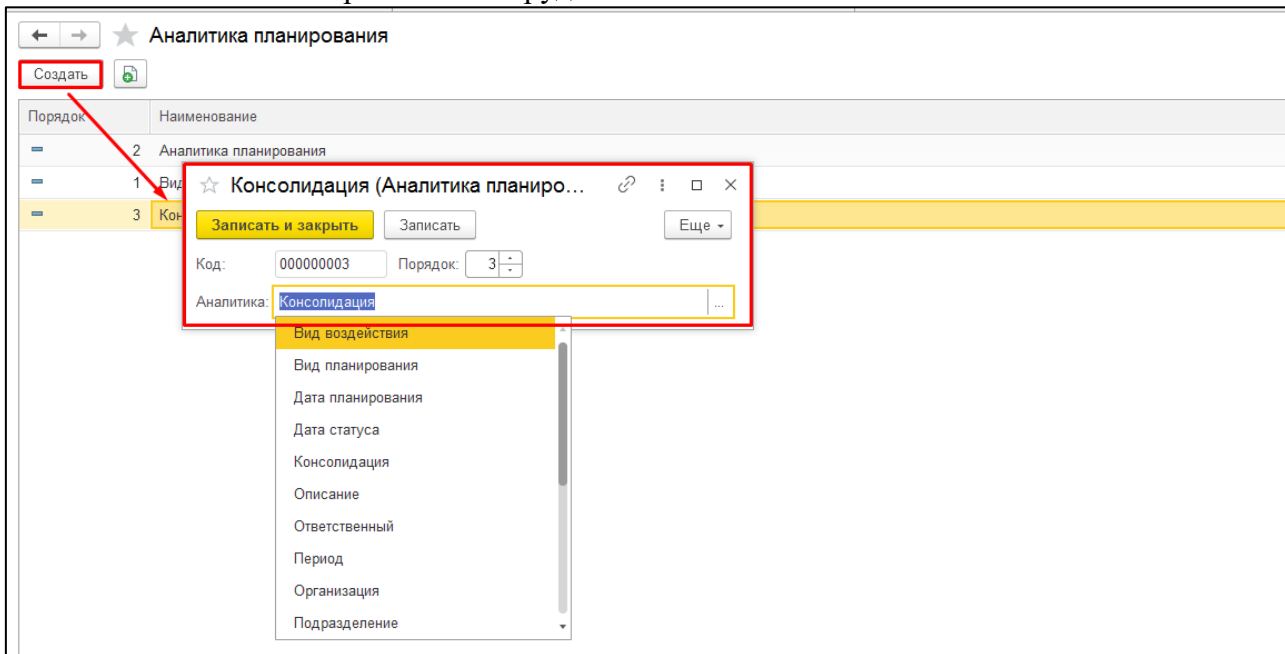 Аналитика планирования
Создать
Порядок Наименование
2 Аналитика планирования
1 Вид
3 Кон
Консолидация (Аналитика планиро...
Записать и закрыть Записать Еще
Код: 000000003 Порядок: 3
Аналитика: Консолидация ...
Вид воздействия
Вид планирования
Дата планирования
Дата статуса
Консолидация
Описание
Ответственный
Период
Организация
Подразделение